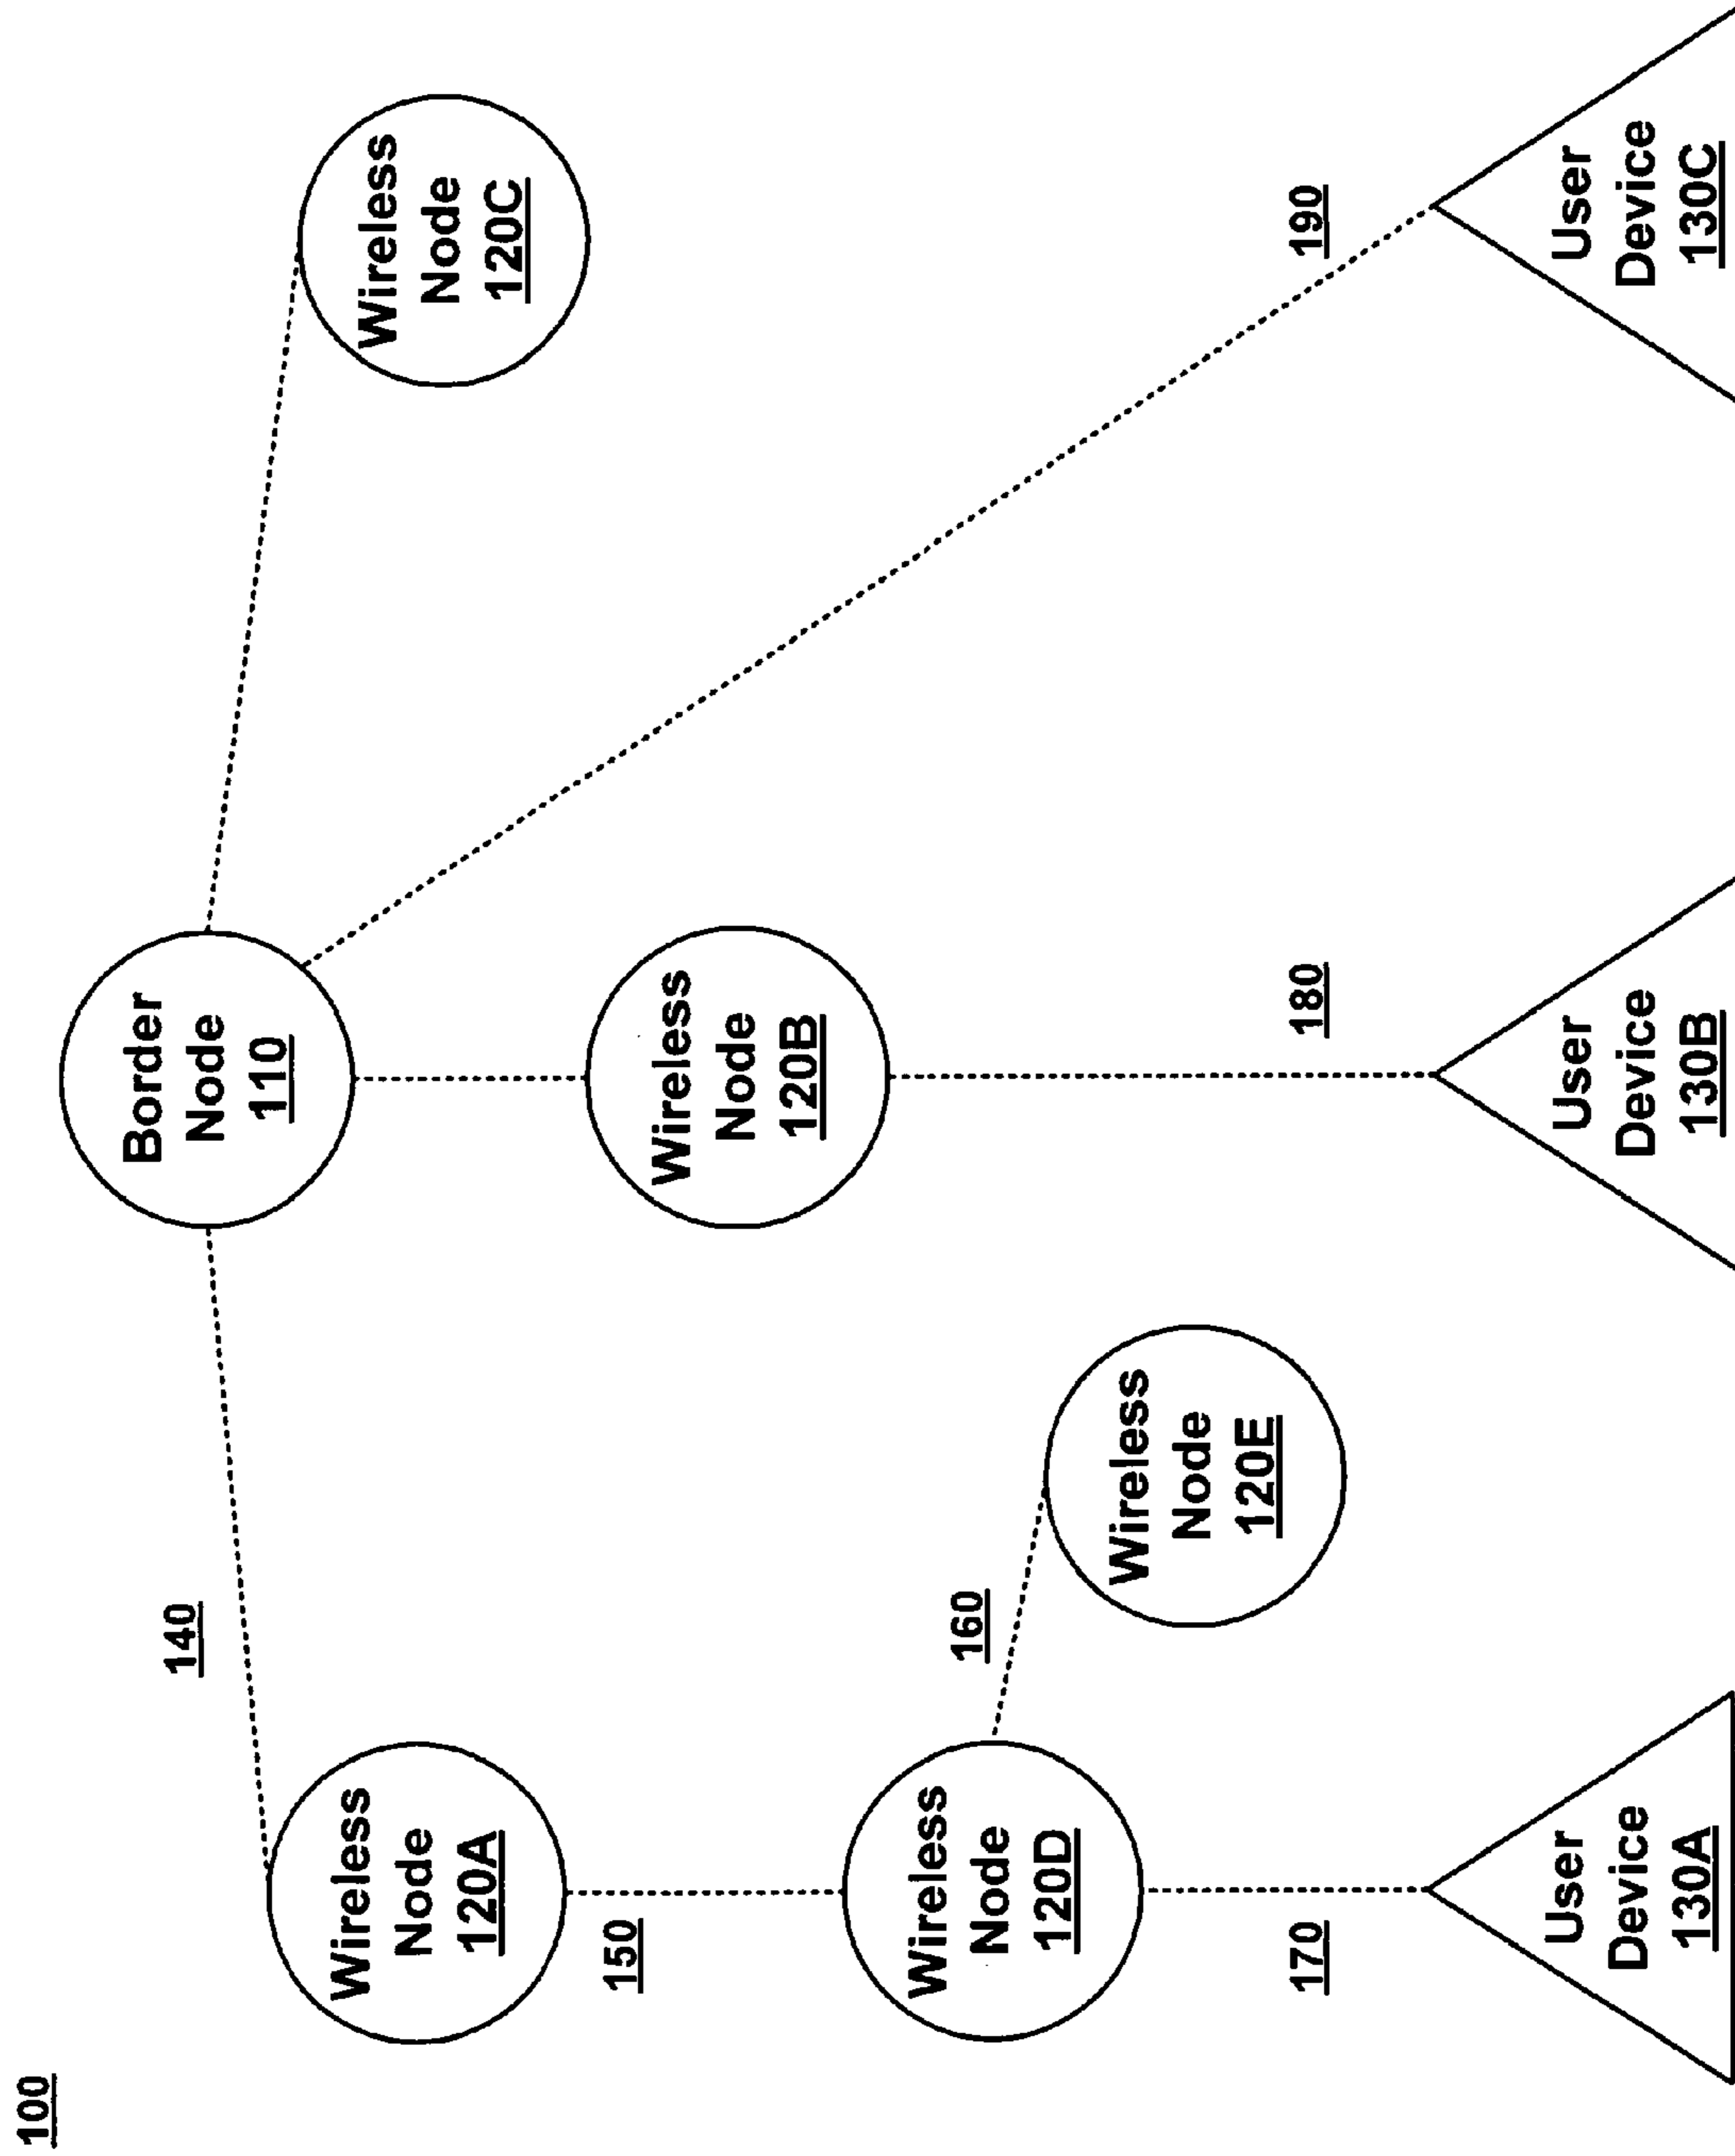 100
Border
Node
110
140
Wireless
Node
120A
Wireless
Node
120C
150
Wireless
Node
120B
Wireless
Node
120D
160
Wireless
Node
120E
170
180
190
User
Device
130A
User
Device
130B
User
Device
130C